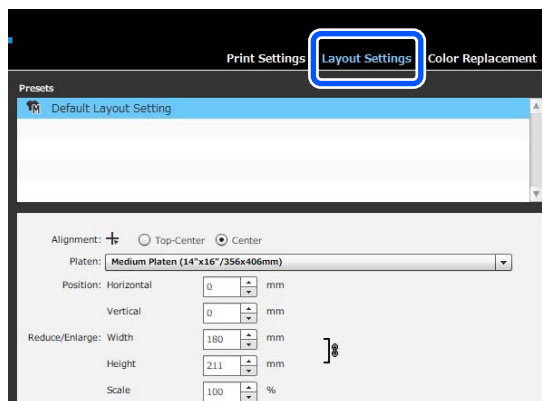 Print Settings Layout Settings Color Replacement
Presets
M Default Layout Setting
Alignment: Top-Center Center
Platen: Medium Platen (14"x16"/356x406mm)
Position: Horizontal 0 mm
Vertical 0 mm
Reduce/Enlarge: Width 180 mm
Height 211 mm
Scale 100 %